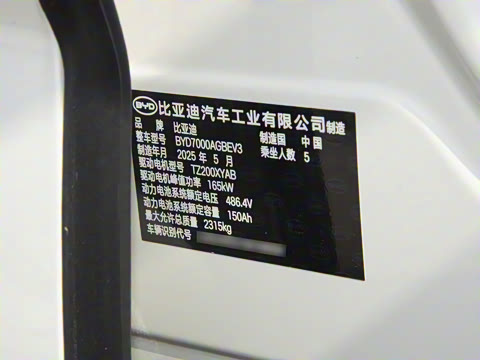 BYD 比亚迪汽车工业有限公司 制造
品 牌 比亚迪 制造国 中 国
整车型号 BYD7000AGBEV3 乘坐人数 5
制造年月 2025 年 5 月
驱动电机型号 TZ200XYAB
驱动电机峰值功率 165kW
动力电池系统额定电压 486.4V
动力电池系统额定容量 150Ah
最大允许总质量 2315kg
车辆识别代号